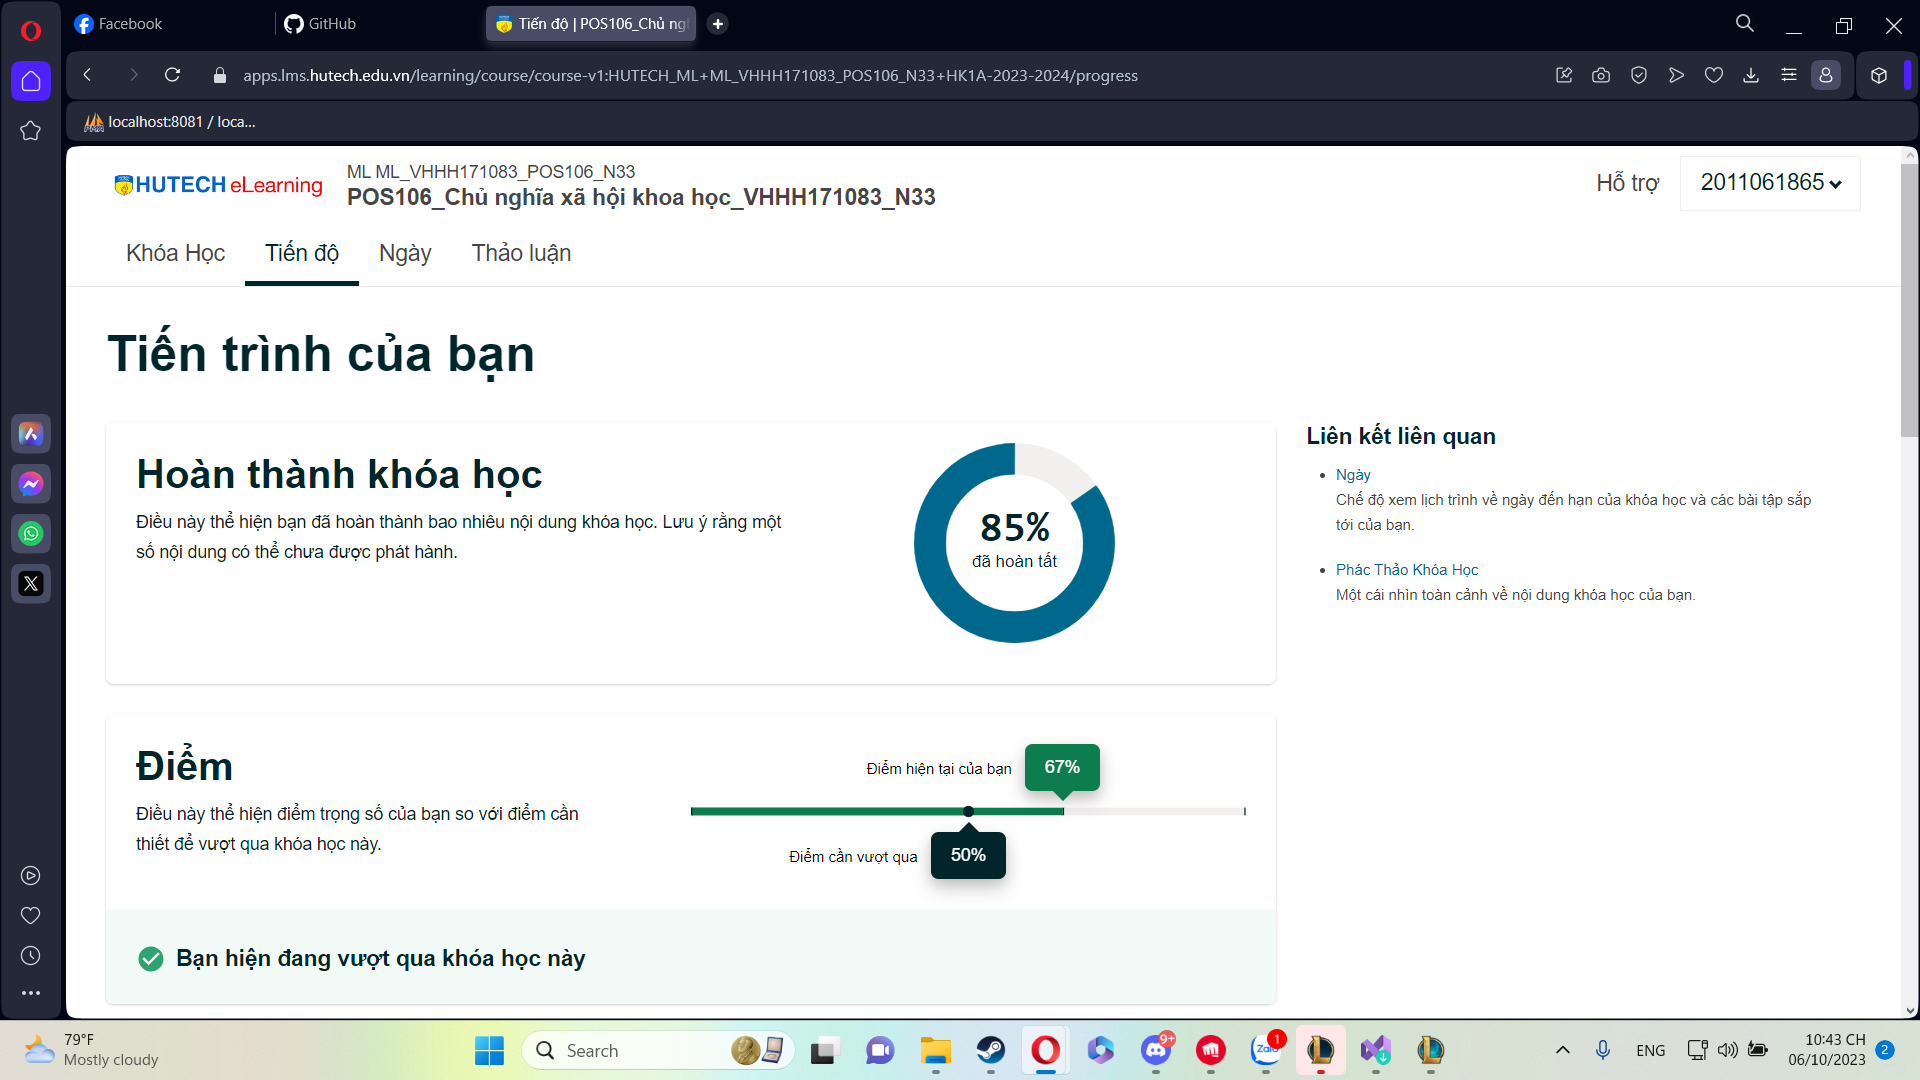 Facebook
GitHub
Tiến độ | POS106_Chủ ng
apps.lms.hutech.edu.vn/learning/course/course-v1:HUTECH_ML+ML_VHHH171083_POS106_N33+HK1A-2023-2024/progress
localhost:8081 / loca...
HUTECH eLearning
ML ML_VHHH171083_POS106_N33
POS106_Chủ nghĩa xã hội khoa học_VHHH171083_N33
Hỗ trợ
2011061865
Khóa Học
Tiến độ
Ngày
Thảo luận
Tiến trình của bạn
Hoàn thành khóa học
Điều này thể hiện bạn đã hoàn thành bao nhiêu nội dung khóa học. Lưu ý rằng một
số nội dung có thể chưa được phát hành.
85%
đã hoàn tất
Liên kết liên quan
Ngày
Chế độ xem lịch trình về ngày đến hạn của khóa học và các bài tập sắp
tới của bạn.
Phác Thảo Khóa Học
Một cái nhìn toàn cảnh về nội dung khóa học của bạn.
Điểm
Điều này thể hiện điểm trọng số của bạn so với điểm cần
thiết để vượt qua khóa học này.
Điểm hiện tại của bạn
67%
Điểm cần vượt qua
50%
Bạn hiện đang vượt qua khóa học này
79°F
Mostly cloudy
Search
9+
Zalo
1
ENG
10:43 CH
06/10/2023
2